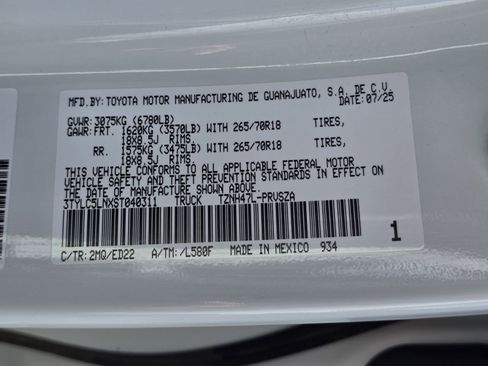 MFD.BY: TOYOTA MOTOR MANUFACTURING DE GUANAJUATO, S.A. DE C.V.
DATE: 07/25
GVWR: 3075KG (6780LB)
GAWR: FRT. 1620KG (3570LB) WITH 265/70R18 TIRES,
18X8.5J RIMS
RR. 1575KG (3475LB) WITH 265/70R18 TIRES,
18X8.5J RIMS
THIS VEHICLE CONFORMS TO ALL APPLICABLE FEDERAL MOTOR
VEHICLE SAFETY AND THEFT PREVENTION STANDARDS IN EFFECT ON
THE DATE OF MANUFACTURE SHOWN ABOVE.
3TYLC5LNXST040311 TRUCK TZNH47L-PRVSZA
C/TR: 2MQ/ED22 A/TM: /L580F MADE IN MEXICO 934
1